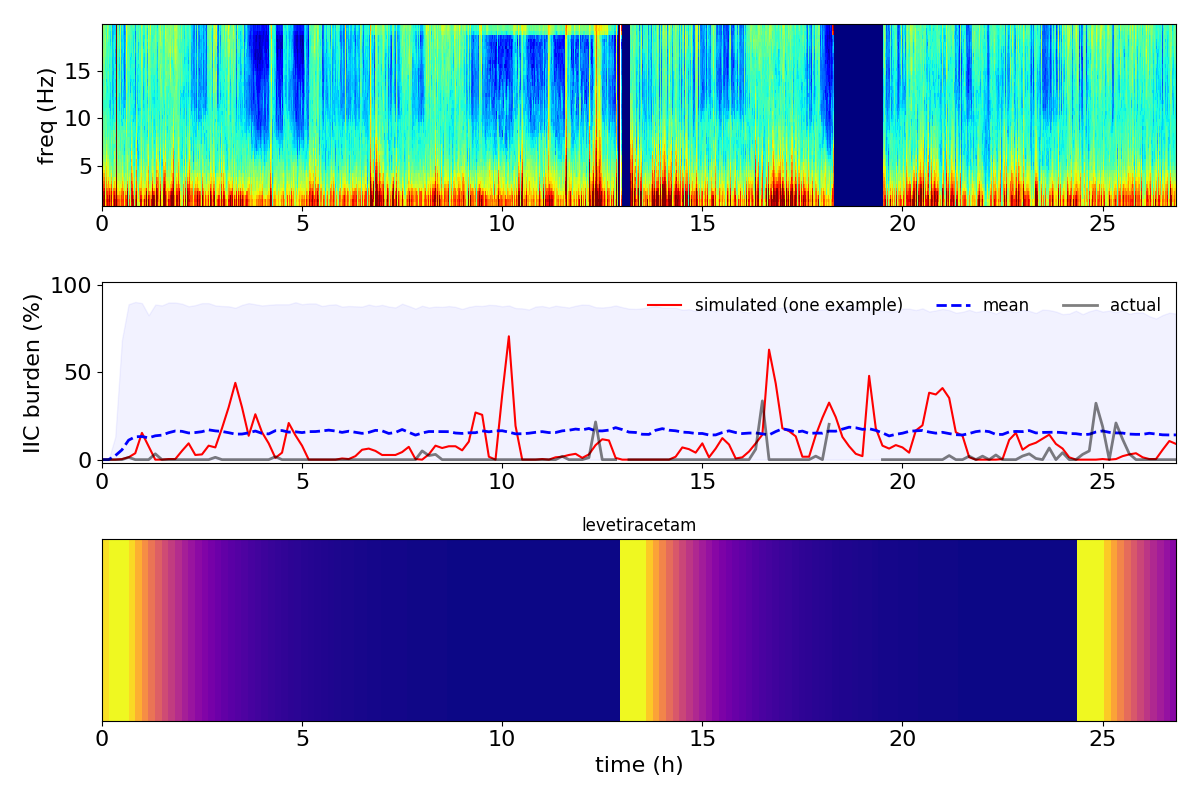 freq (Hz)
15
10
5
0 5 10 15 20 25
IIC burden (%)
100
50
0
simulated (one example) mean actual
0 5 10 15 20 25
levetiracetam
0 5 10 15 20 25
time (h)